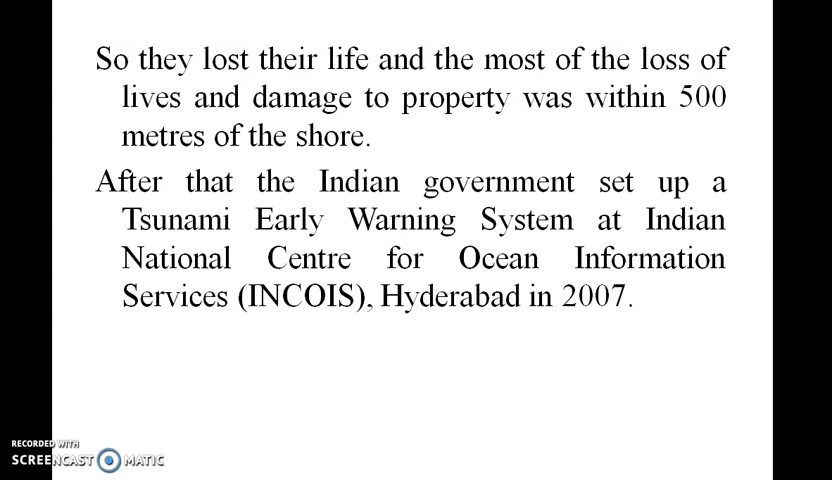 So they lost their life and the most of the loss of
lives and damage to property was within 500
metres of the shore.
After that the Indian government set up a
Tsunami Early Warning System at Indian
National Centre for Ocean Information
Services (INCOIS), Hyderabad in 2007.
RECORDED WITH
SCREENCAST MATIC